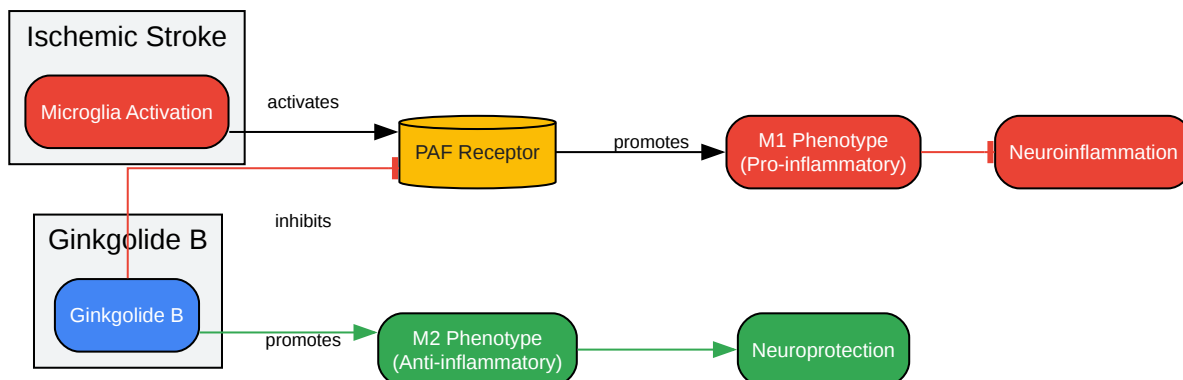 Ischemic Stroke
Microglia Activation
activates
PAF Receptor
promotes
M1 Phenotype
(Pro-inflammatory)
Neuroinflammation
inhibits
Ginkgolide B
Ginkgolide B
promotes
M2 Phenotype
(Anti-inflammatory)
Neuroprotection